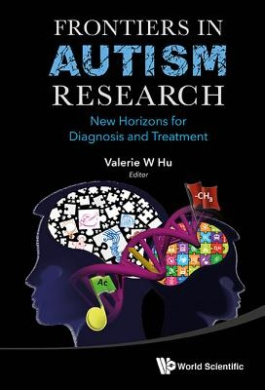 FRONTIERS IN
AUTISM
RESEARCH
New Horizons for
Diagnosis and Treatment
Valerie W Hu
Editor
-CH₃
Ac
World Scientific